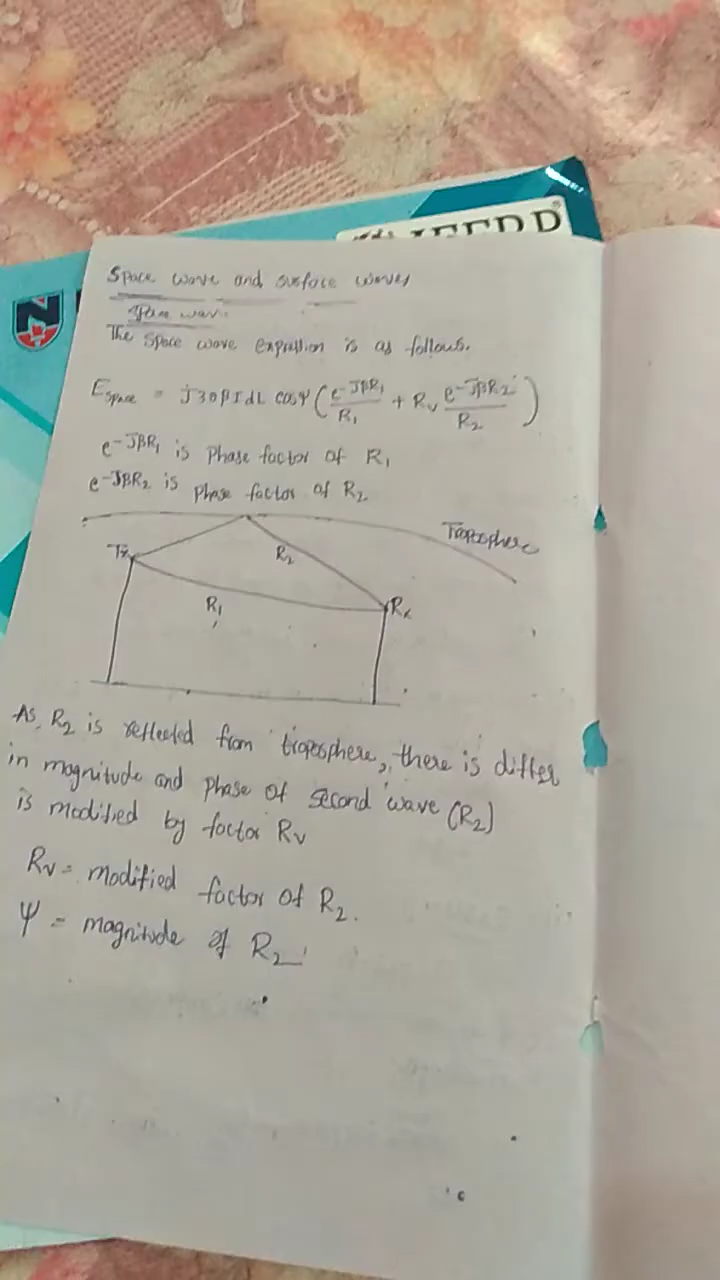 JEEDD
N
Space wave and surface waves
Space wave:
The space wave expression is as follows.
E_Space = j30βIdL cosΨ (e^-JβR₁/R₁ + Rᵥ e^-JβR₂/R₂)
e^-JβR₁ is Phase factor of R₁
e^-JβR₂ is Phase factor of R₂
Troposphere
Tx
R₂
R₁
Rx
As, R₂ is reflected from troposphere, there is differ
in magnitude and phase of second wave (R₂)
is modified by factor Rᵥ
Rᵥ = modified factor of R₂.
Ψ = magnitude of R₂